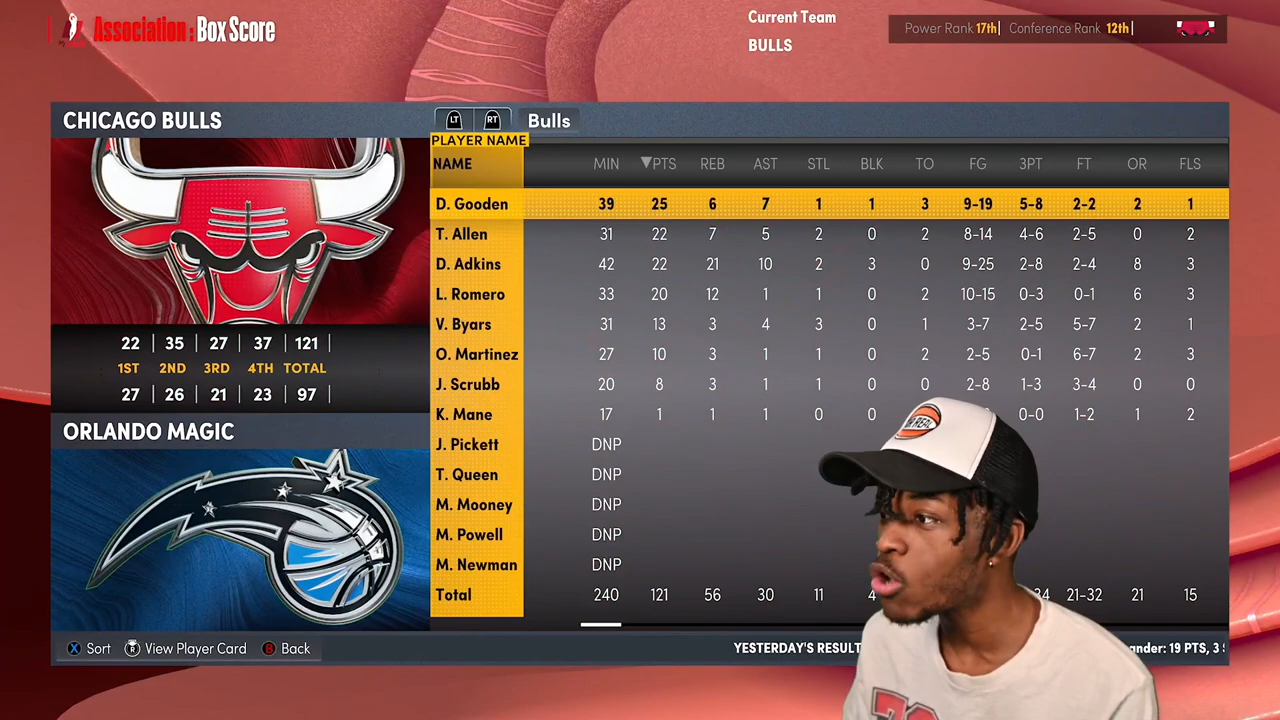 Association: Box Score
Current Team
BULLS
Power Rank 17th| Conference Rank 12th|
CHICAGO BULLS
22 | 35 | 27 | 37 | 121 |
1ST 2ND 3RD 4TH TOTAL
27 | 26 | 21 | 23 | 97 |
ORLANDO MAGIC
LT RT Bulls
PLAYER NAME
NAME MIN ▼PTS REB AST STL BLK TO FG 3PT FT OR FLS
D. Gooden 39 25 6 7 1 1 3 9-19 5-8 2-2 2 1
T. Allen 31 22 7 5 2 0 2 8-14 4-6 2-5 0 2
D. Adkins 42 22 21 10 2 3 0 9-25 2-8 2-4 8 3
L. Romero 33 20 12 1 1 0 2 10-15 0-3 0-1 6 3
V. Byars 31 13 3 4 3 0 1 3-7 2-5 5-7 2 1
O. Martinez 27 10 3 1 1 0 2 2-5 0-1 6-7 2 3
J. Scrubb 20 8 3 1 1 0 0 2-8 1-3 3-4 0 0
K. Mane 17 1 1 1 0 0 0-0 1-2 1 2
J. Pickett DNP
T. Queen DNP
M. Mooney DNP
M. Powell DNP
M. Newman DNP
Total 240 121 56 30 11 4 21-32 21 15
X Sort R View Player Card B Back
YESTERDAY'S RESULT
19 PTS, 3